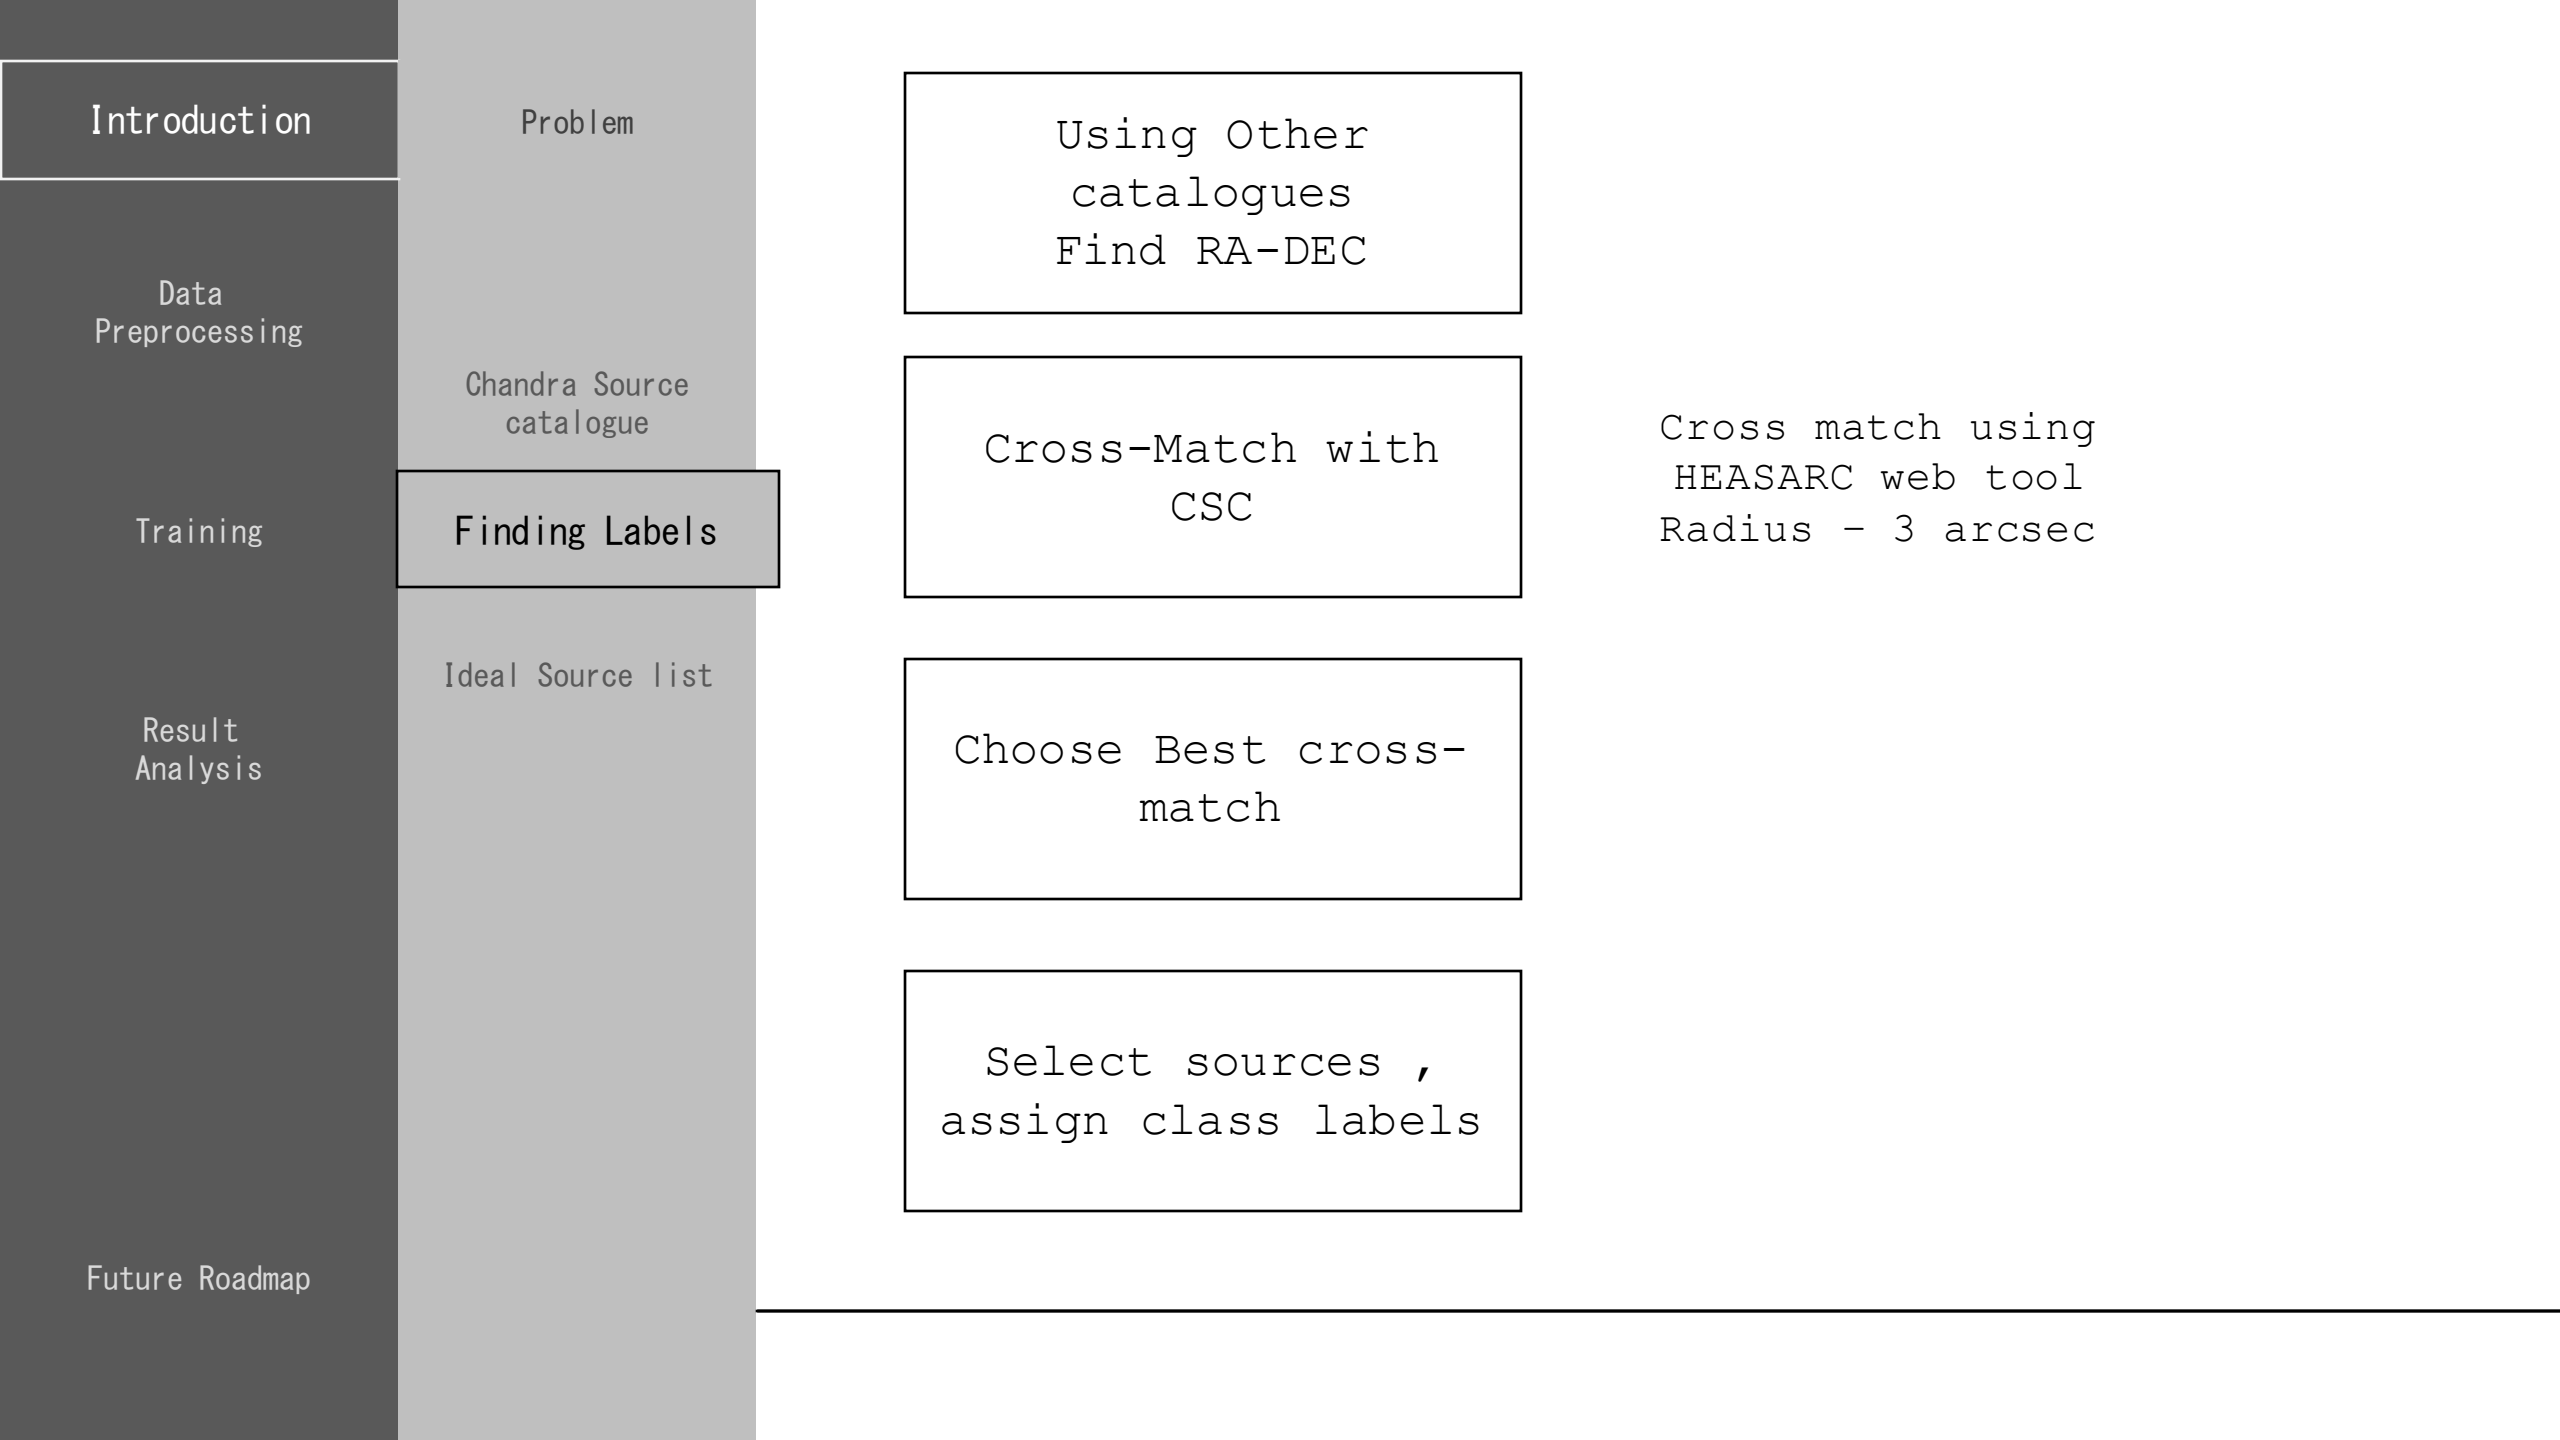 Introduction
Data
Preprocessing
Training
Result
Analysis
Future Roadmap
Problem
Chandra Source
catalogue
Finding Labels
Ideal Source list
Using Other
catalogues
Find RA-DEC
Cross-Match with
CSC
Cross match using
HEASARC web tool
Radius – 3 arcsec
Choose Best cross-
match
Select sources ,
assign class labels